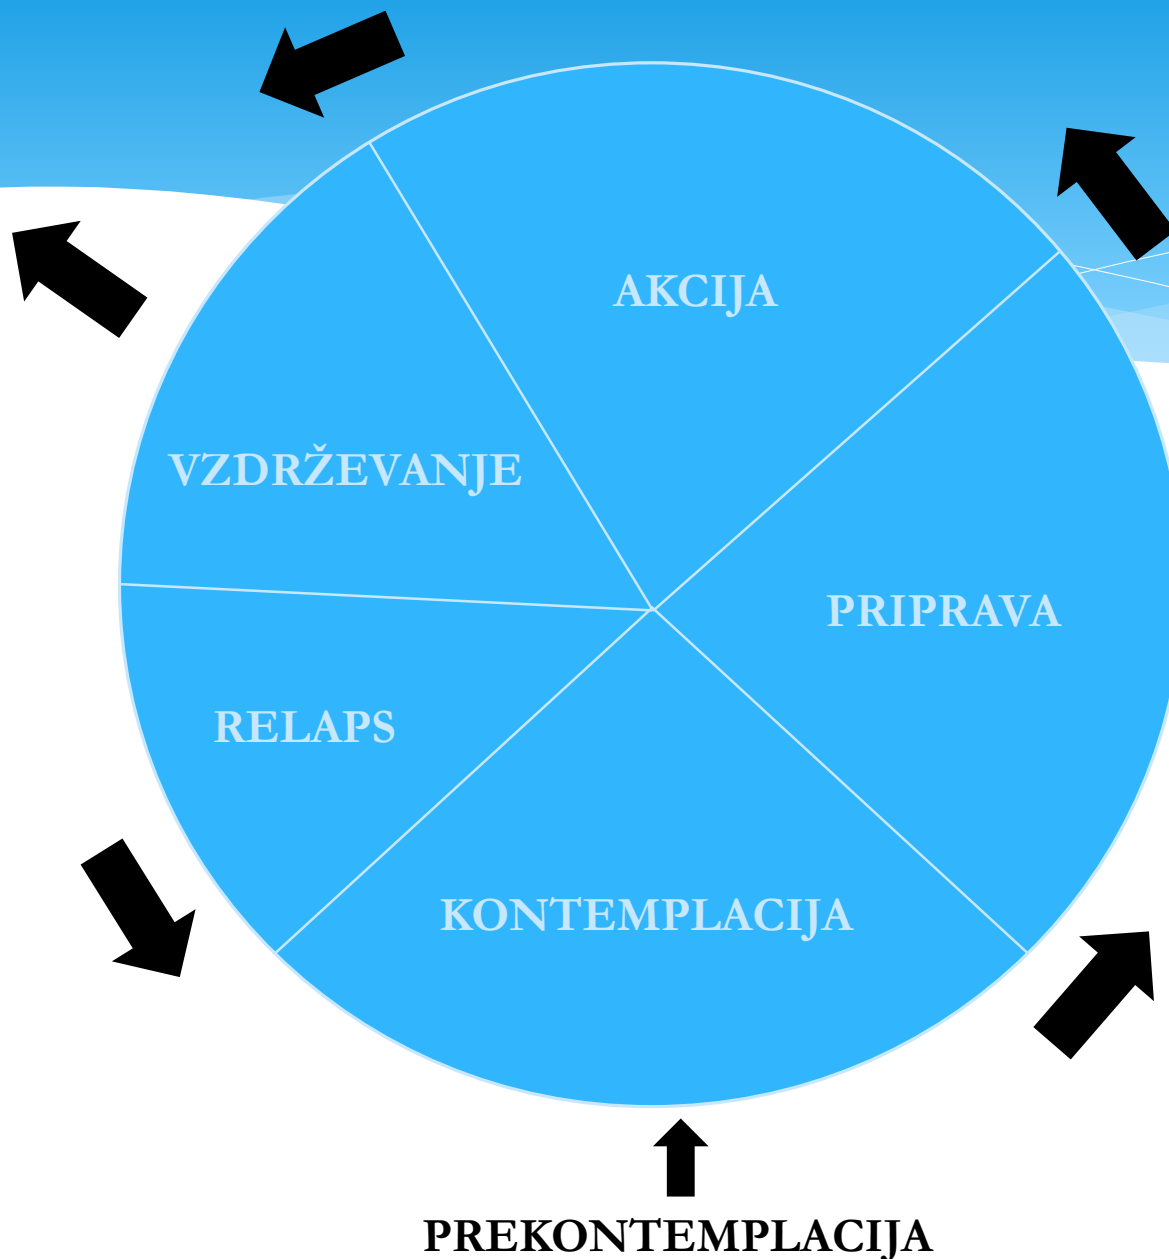 AKCIJA
VZDRŽEVANJE
PRIPRAVA
RELAPS
KONTEMPLACIJA
PREKONTEMPLACIJA